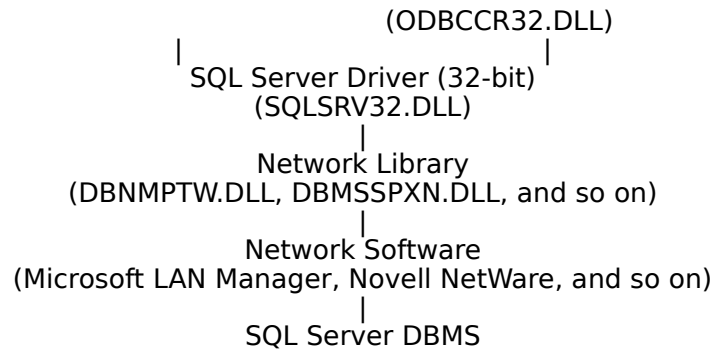 (ODBCCR32.DLL)
| |
SQL Server Driver (32-bit)
(SQLSRV32.DLL)
|
Network Library
(DBNMPTW.DLL, DBMSSPXN.DLL, and so on)
|
Network Software
(Microsoft LAN Manager, Novell NetWare, and so on)
|
SQL Server DBMS